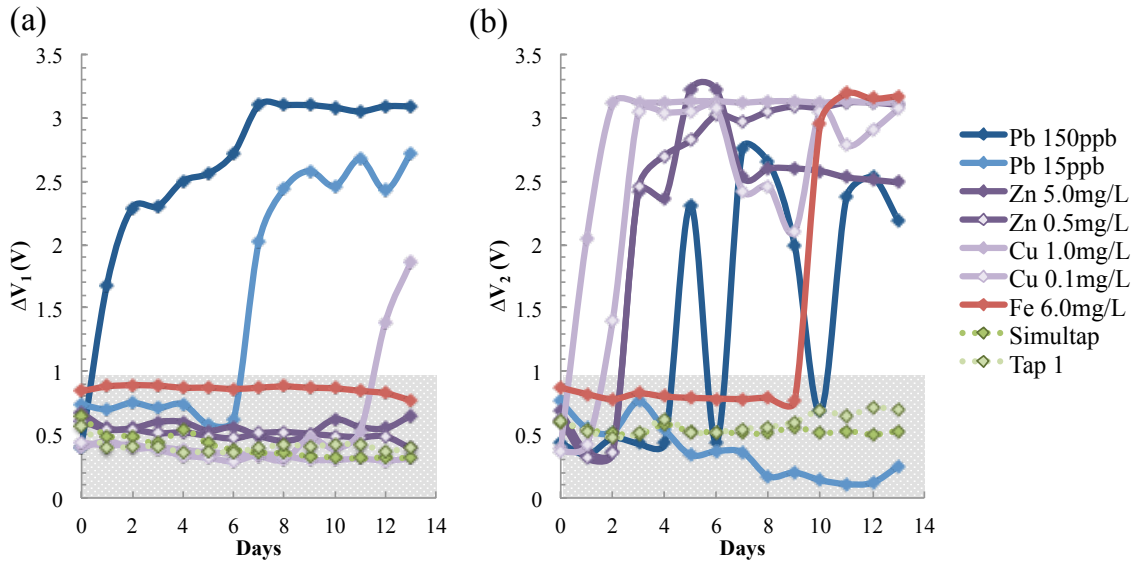 (a)
(b)
3.5
3
2.5
2
1.5
1
0.5
0
ΔV1 (V)
0 2 4 6 8 10 12 14
Days
3.5
3
2.5
2
1.5
1
0.5
0
ΔV2 (V)
0 2 4 6 8 10 12 14
Days
Pb 150ppb
Pb 15ppb
Zn 5.0mg/L
Zn 0.5mg/L
Cu 1.0mg/L
Cu 0.1mg/L
Fe 6.0mg/L
Simultap
Tap 1